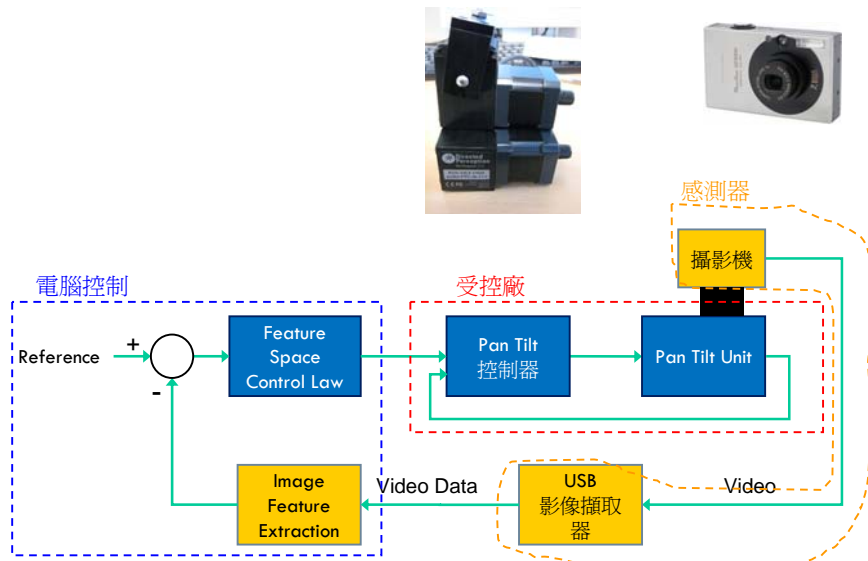 感測器
攝影機
電腦控制
受控廠
Reference
+
-
Feature
Space
Control Law
Pan Tilt
控制器
Pan Tilt Unit
Image
Feature
Extraction
Video Data
USB
影像擷取
器
Video
Directed
Perception